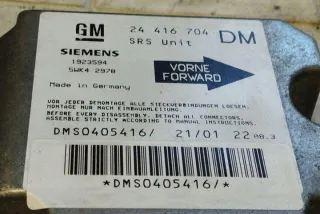 GM
24 416 704 DM
SRS Unit
SIEMENS
1923594
5WK4 2978
VORNE
FORWARD
Made in Germany
VOR JEDER DEMONTAGE ALLE STECKVERBINDUNGEN LOESEN.
MONTAGE NUR NACH EINBAUANLEITUNG.
BEFORE EVERY DISASSEMBLY, DETACH ALL CONNECTORS.
ASSEMBLE STRICTLY ACCORDING TO MANUAL INSTRUCTIONS.
DMS0405416/ 21/01 22
*DMS0405416/*